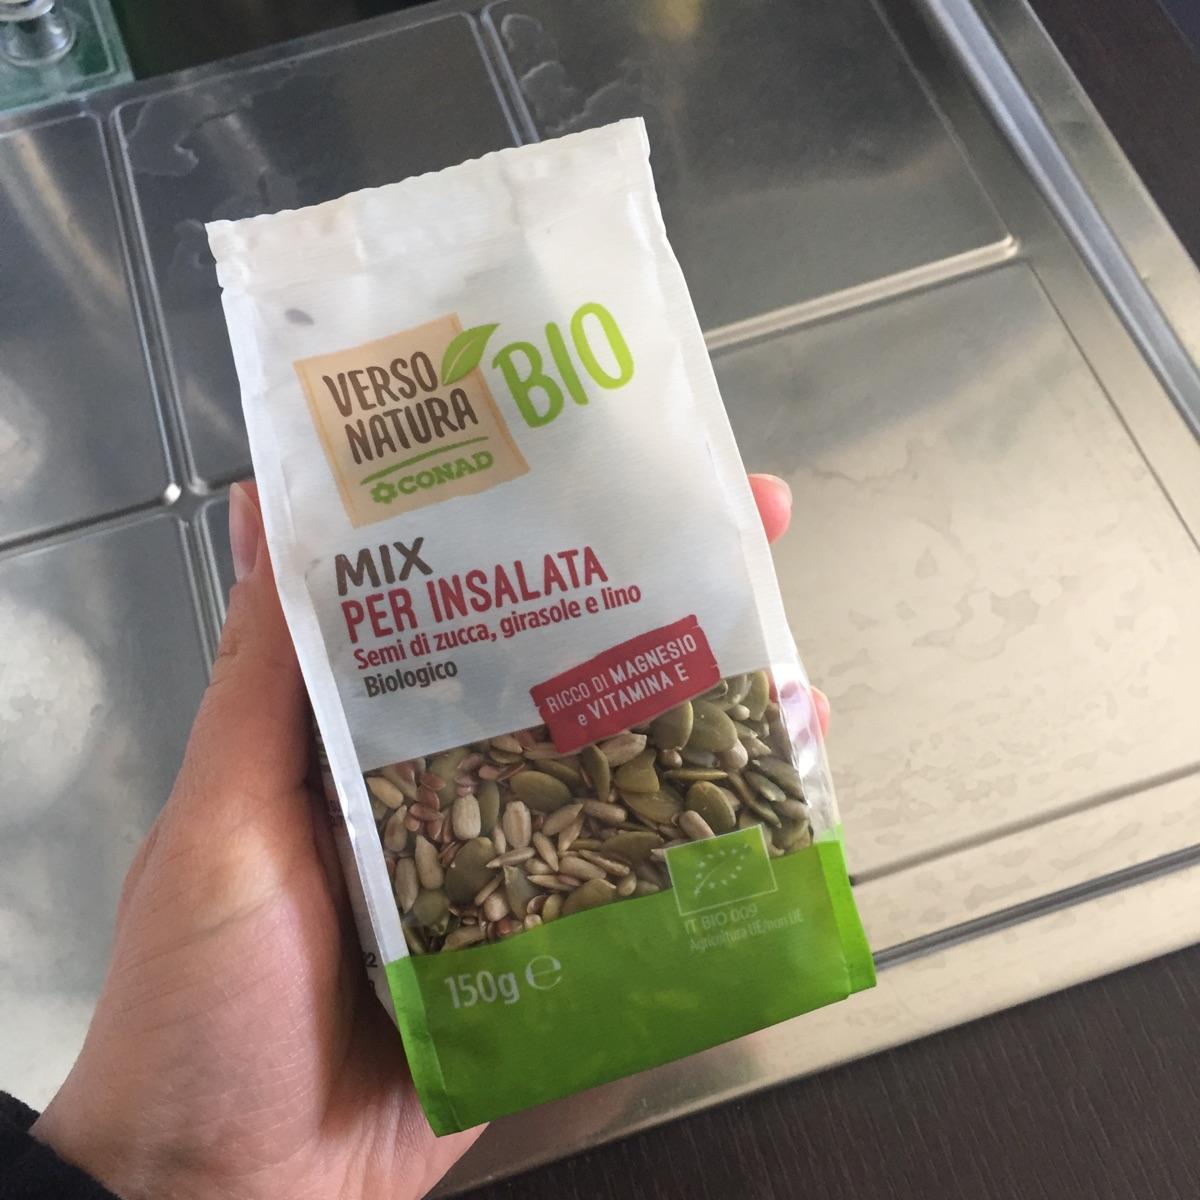 VERSO
NATURA
CONAD
BIO
MIX
PER INSALATA
Semi di zucca, girasole e lino
Biologico
RICCO DI MAGNESIO
e VITAMINA E
IT BIO 009
Agricoltura UE/non UE
150g ℮